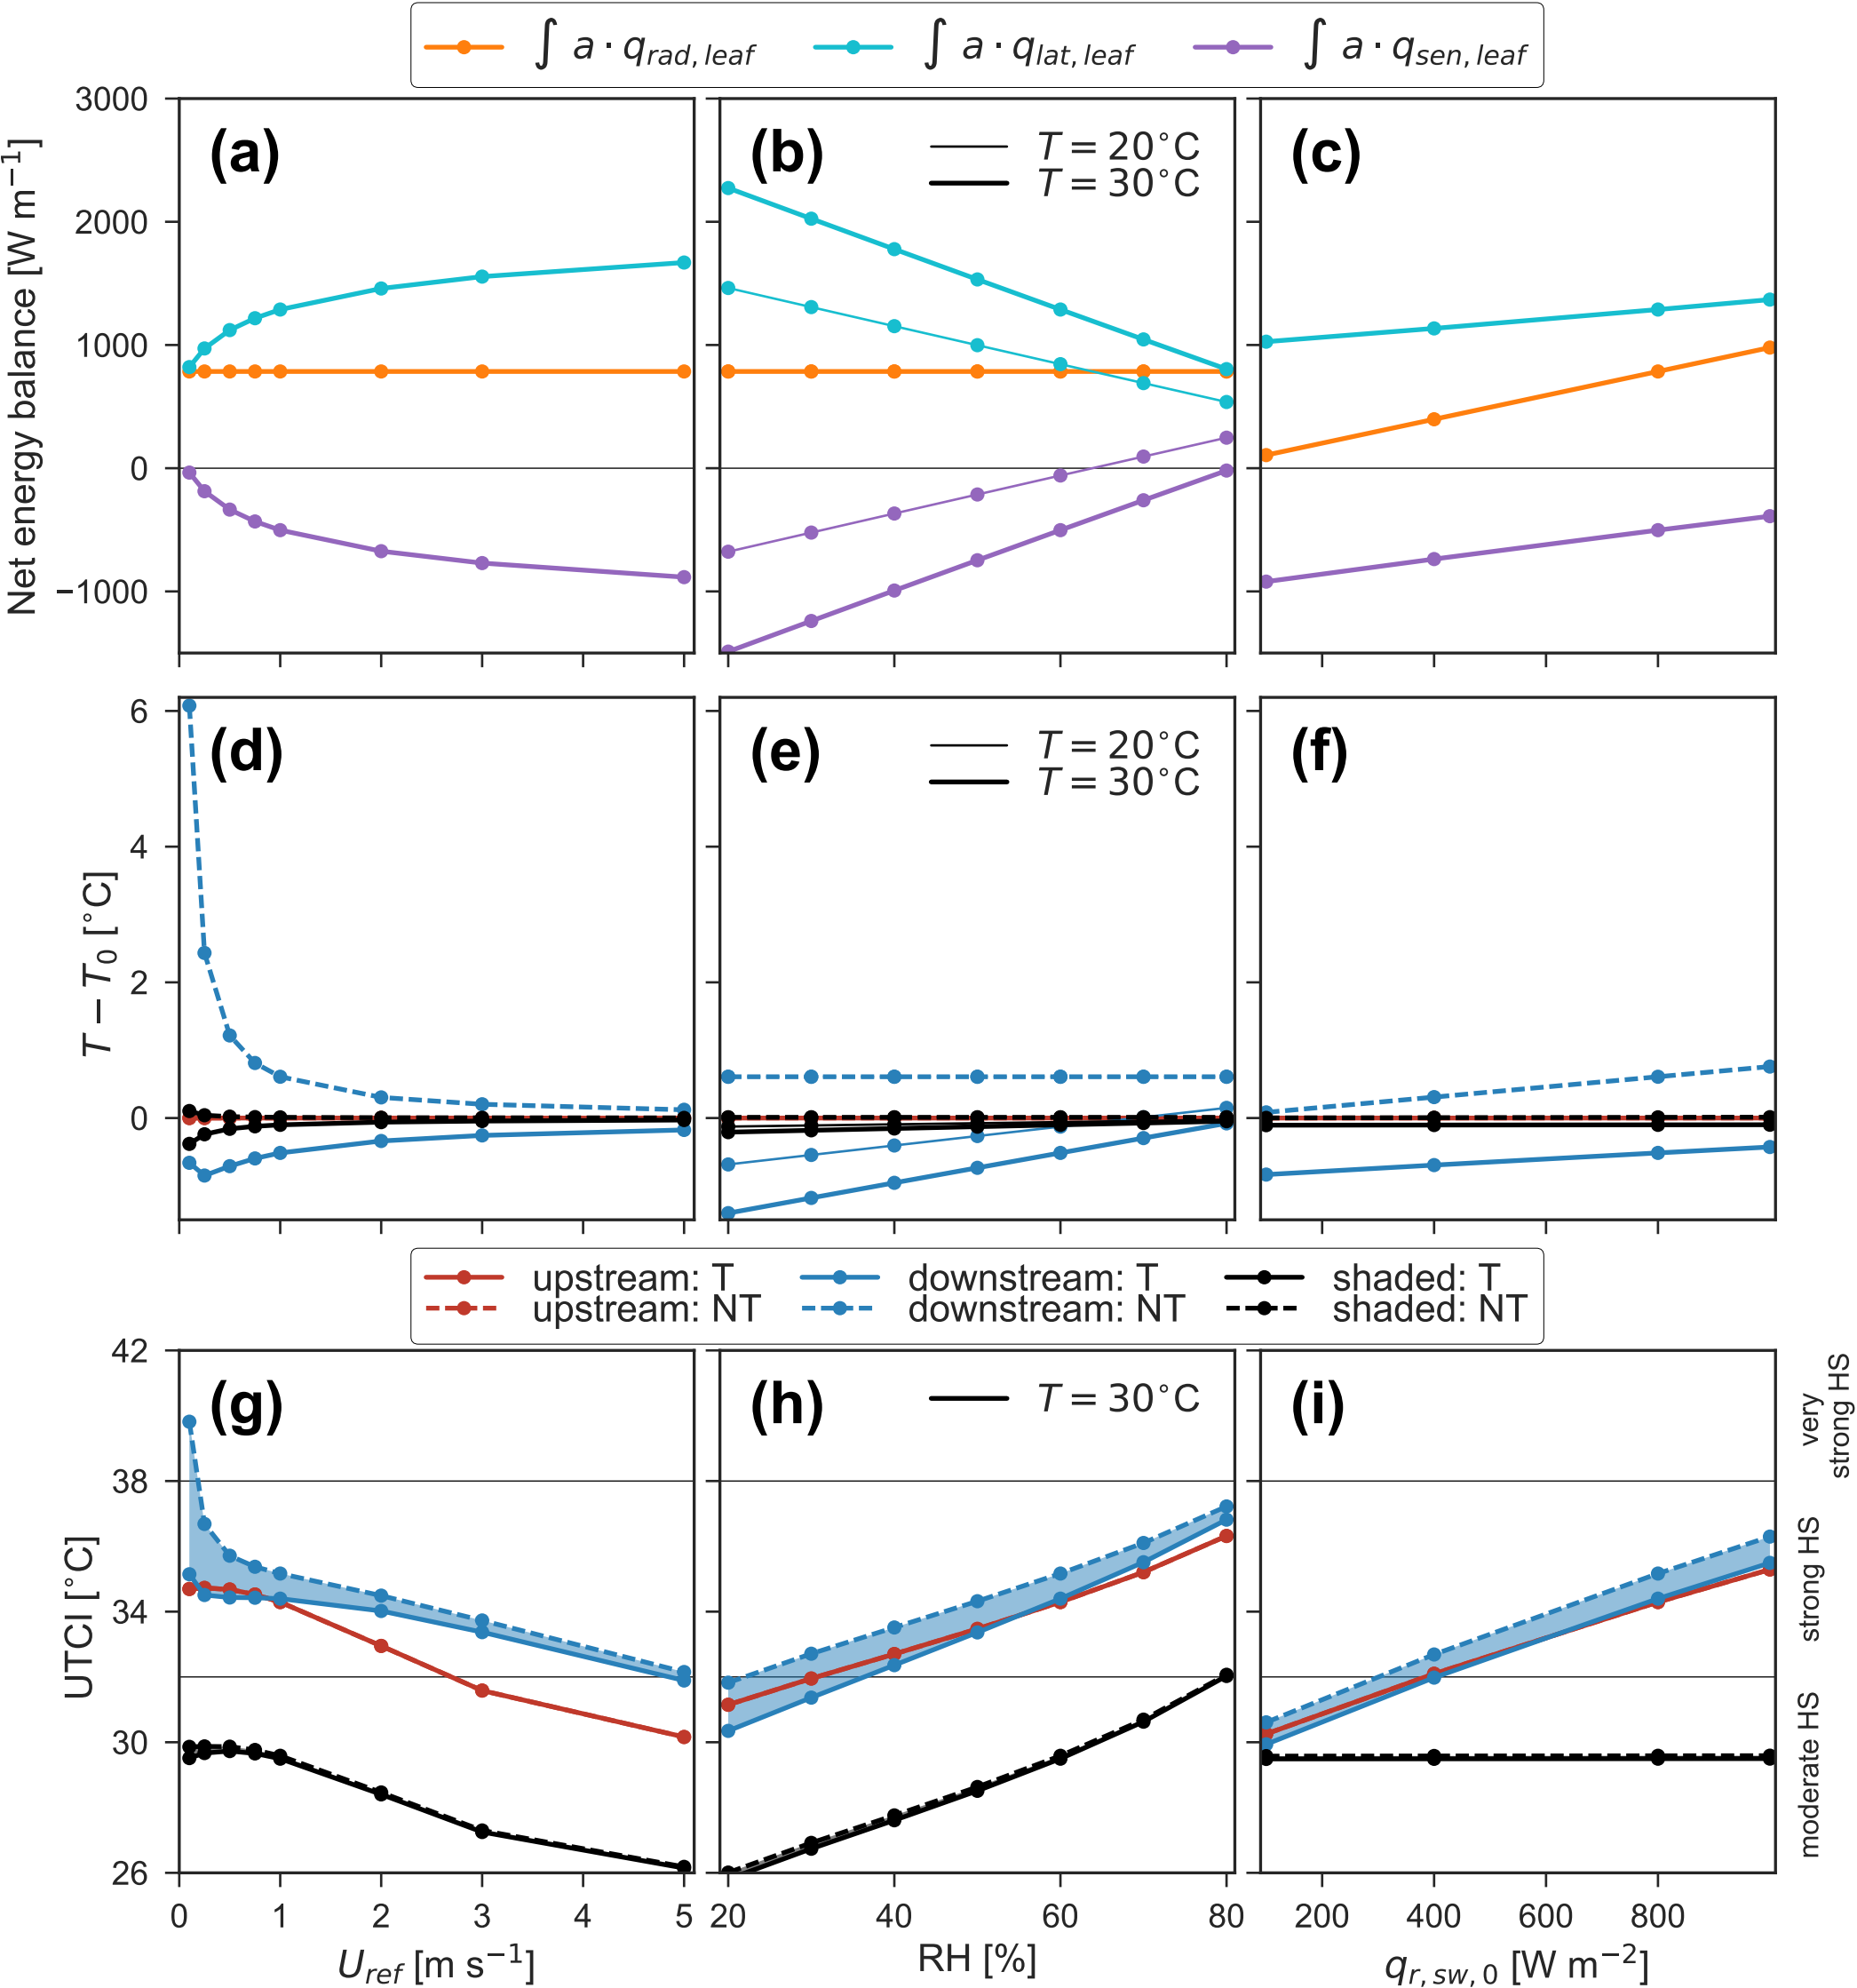 ∫ a · q_rad, leaf ∫ a · q_lat, leaf ∫ a · q_sen, leaf
Net energy balance [W m⁻¹]
3000
2000
1000
0
−1000
(a)
(b)
T = 20°C
T = 30°C
(c)
T − T₀ [°C]
6
4
2
0
(d)
(e)
T = 20°C
T = 30°C
(f)
upstream: T downstream: T shaded: T
upstream: NT downstream: NT shaded: NT
UTCI [°C]
42
38
34
30
26
(g)
(h)
T = 30°C
(i)
very
strong HS
strong HS
moderate HS
0 1 2 3 4 5
20 40 60 80
200 400 600 800
U_ref [m s⁻¹]
RH [%]
q_r, sw, 0 [W m⁻²]